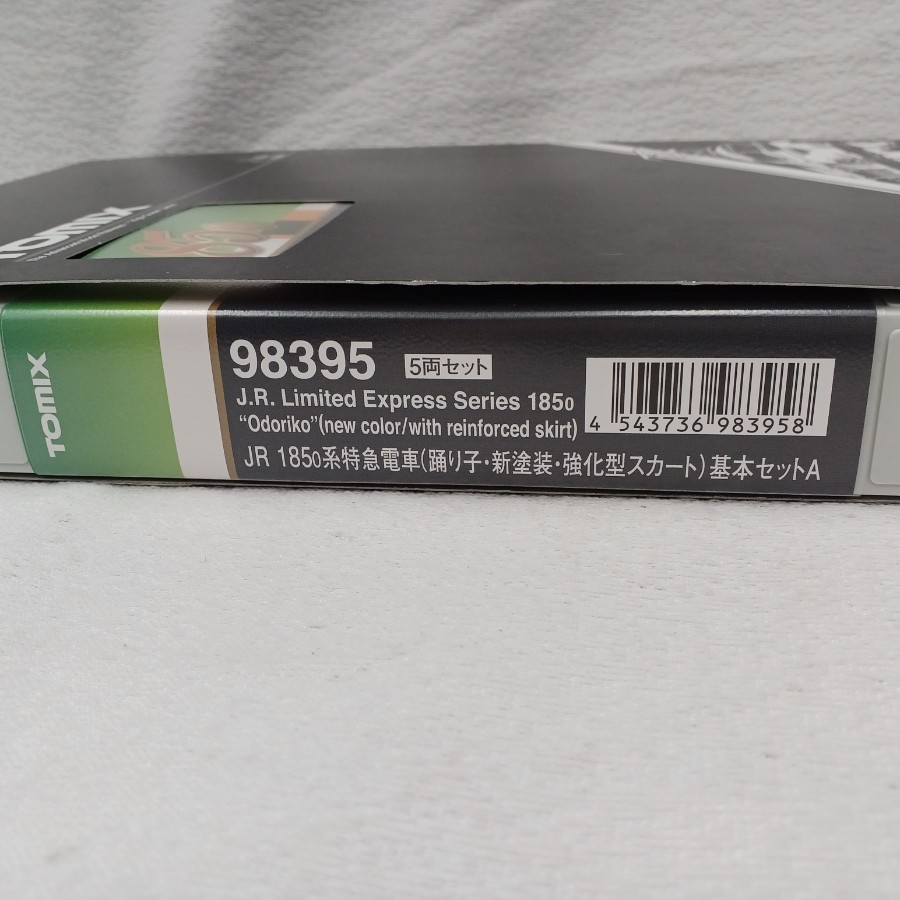 TOMIX
TOMIX
98395 5両セット
J.R. Limited Express Series 185₀
“Odoriko”(new color/with reinforced skirt)
4 543736 983958
JR 185₀系特急電車(踊り子・新塗装・強化型スカート)基本セットA